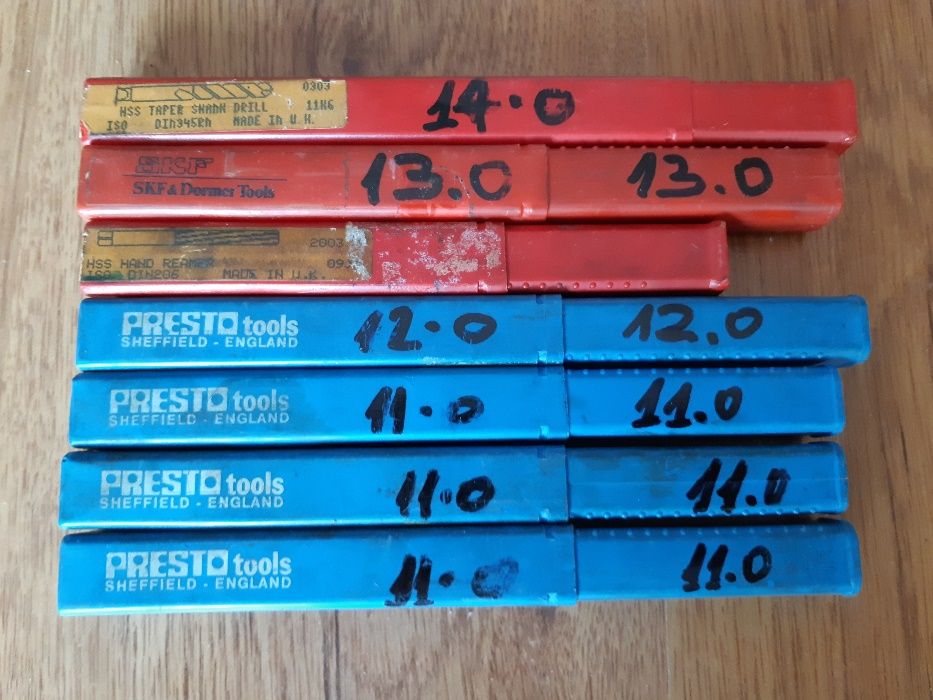 0303
HSS TAPER SHANK DRILL 11H6
ISO DIN345RN MADE IN U.K.
14.0
SKF
SKF & Dormer Tools
13.0 13.0
2003
HSS HAND REAMER 09
ISO DIN206 MADE IN U.K.
PRESTO tools
SHEFFIELD - ENGLAND
12.0 12.0
PRESTO tools
SHEFFIELD - ENGLAND
11.0 11.0
PRESTO tools
SHEFFIELD - ENGLAND
11.0 11.0
PRESTO tools
SHEFFIELD - ENGLAND
11.0 11.0